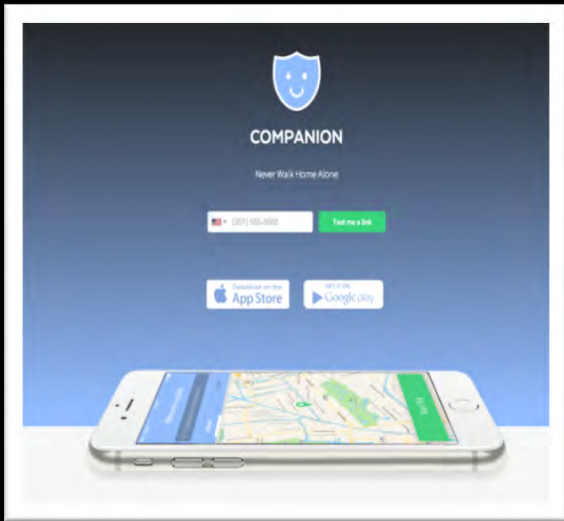 COMPANION
Never Walk Home Alone
Text me a link
Download on the
App Store
GET IT ON
Google play